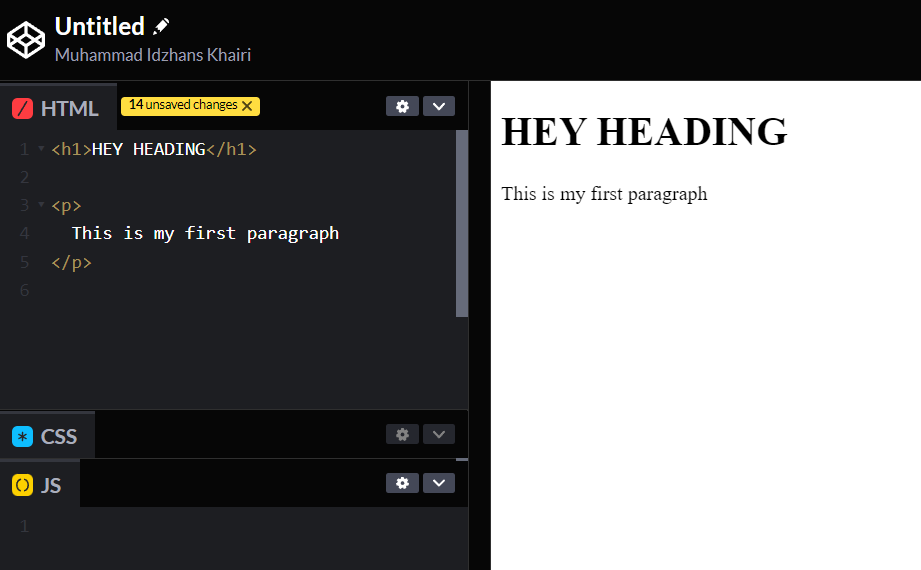 Untitled
Muhammad Idzhans Khairi
HTML
14 unsaved changes
1 <h1>HEY HEADING</h1>
2
3 <p>
4 This is my first paragraph
5 </p>
6
CSS
JS
1
HEY HEADING
This is my first paragraph